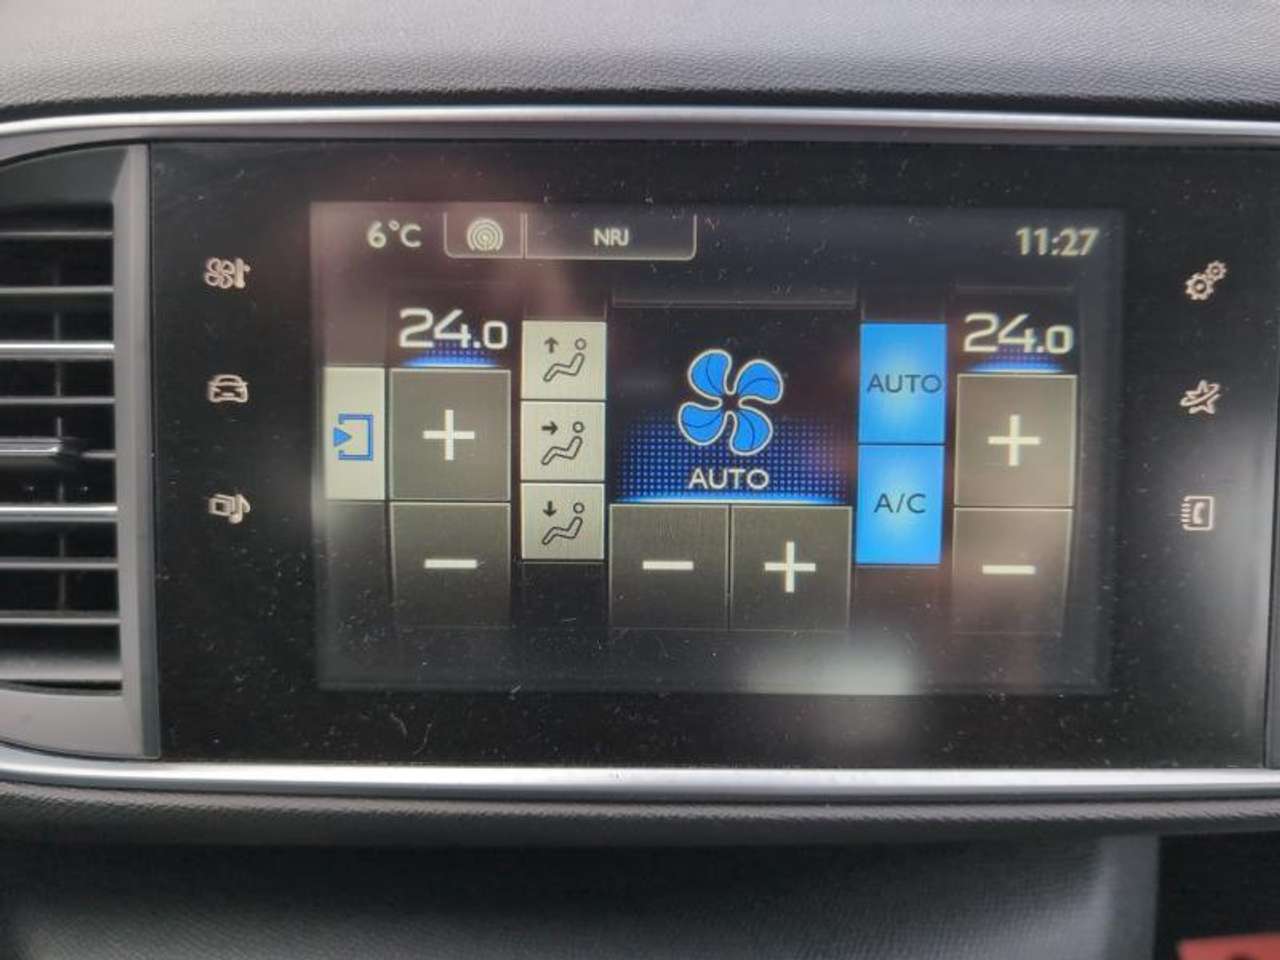 6°C NRJ 11:27
24.0 24.0
AUTO
AUTO
A/C
+ +
- - + -